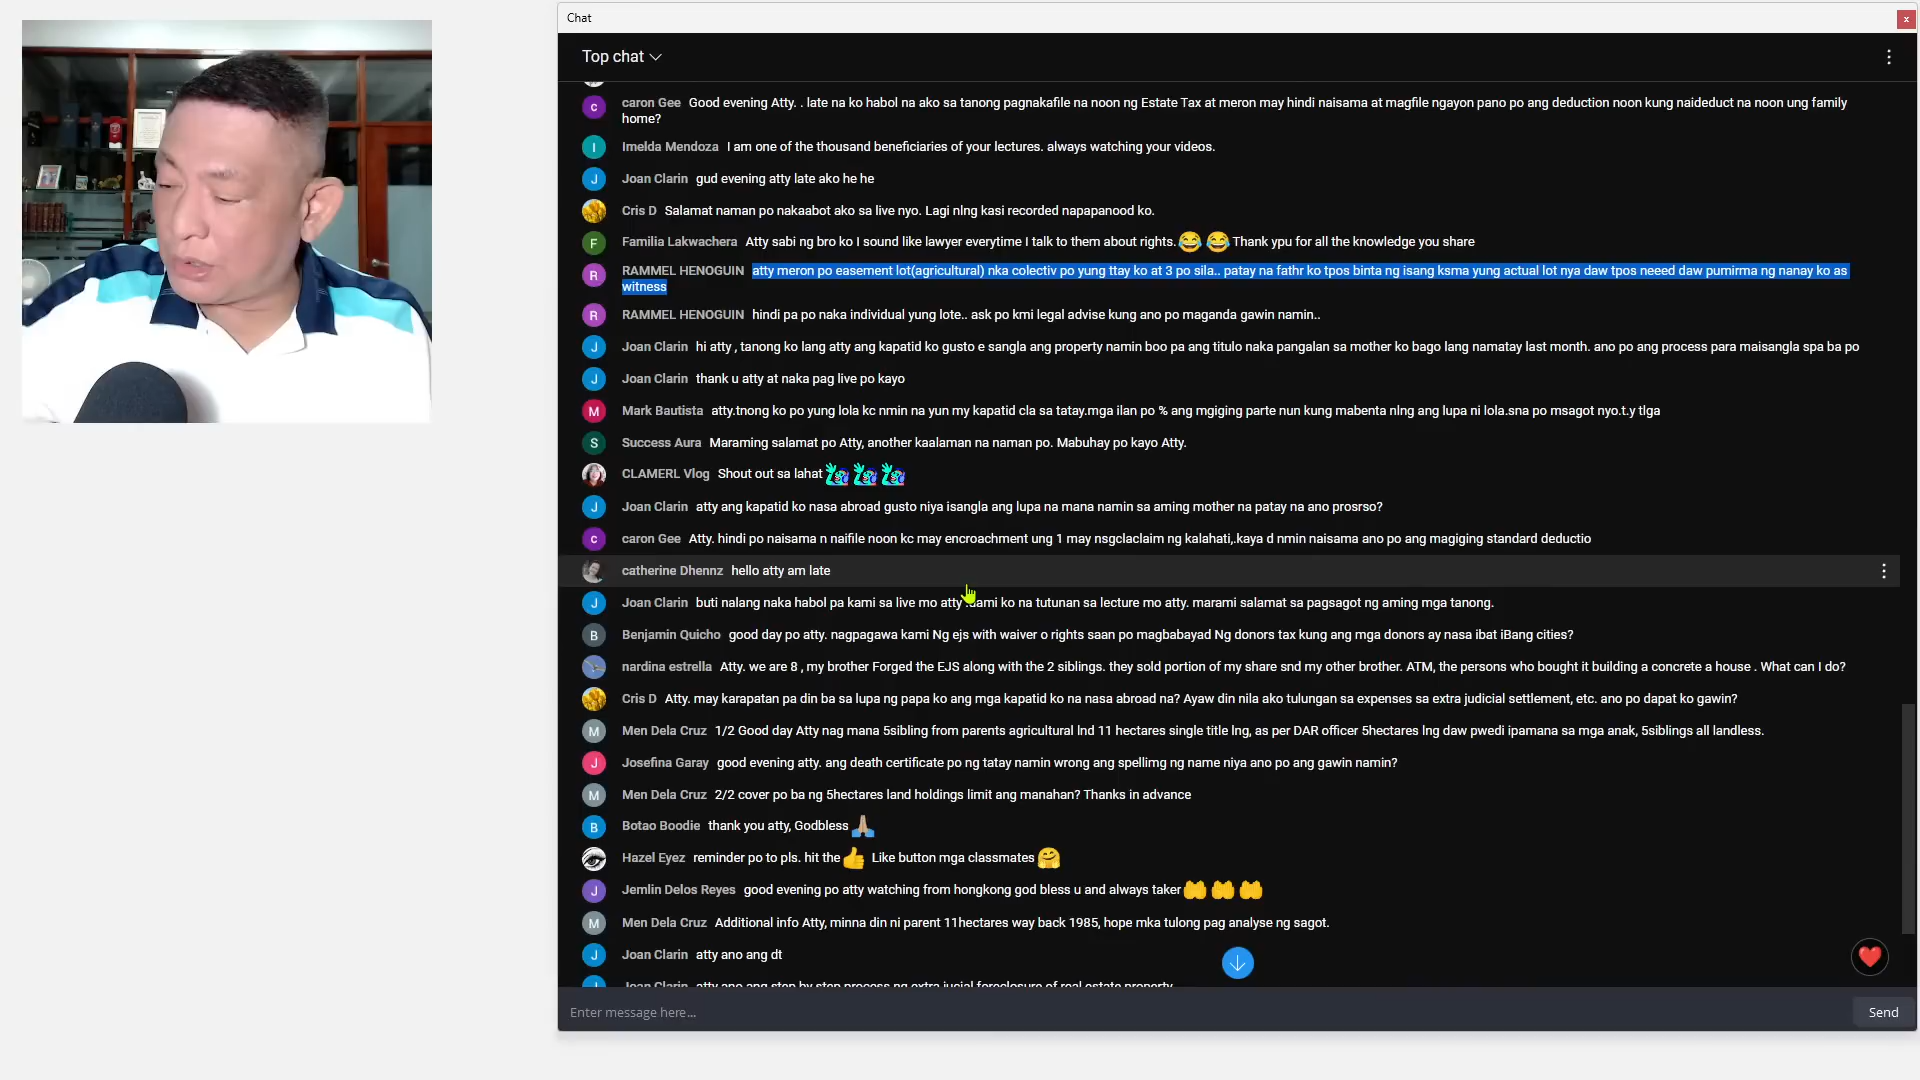 Chat
Top chat
caron Gee Good evening Atty. . late na ko habol na ako sa tanong pagnakafile na noon ng Estate Tax at meron may hindi naisama at magfile ngayon pano po ang deduction noon kung naideduct na noon ung family
home?
Imelda Mendoza I am one of the thousand beneficiaries of your lectures. always watching your videos.
Joan Clarin gud evening atty late ako he he
Cris D Salamat naman po nakaabot ako sa live nyo. Lagi nlng kasi recorded napapanood ko.
Familia Lakwachera Atty sabi ng bro ko I sound like lawyer everytime I talk to them about rights. 😂 😂 Thank ypu for all the knowledge you share
RAMMEL HENOGUIN atty meron po easement lot(agricultural) nka colectiv po yung ttay ko at 3 po sila.. patay na fathr ko tpos binta ng isang ksma yung actual lot nya daw tpos neeed daw pumirma ng nanay ko as
witness
RAMMEL HENOGUIN hindi pa po naka individual yung lote.. ask po kmi legal advise kung ano po maganda gawin namin..
Joan Clarin hi atty , tanong ko lang atty ang kapatid ko gusto e sangla ang property namin boo pa ang titulo naka pangalan sa mother ko bago lang namatay last month. ano po ang process para maisangla spa ba po
Joan Clarin thank u atty at naka pag live po kayo
Mark Bautista atty.tnong ko po yung lola kc nmin na yun my kapatid cla sa tatay.mga ilan po % ang mgiging parte nun kung mabenta nlng ang lupa ni lola.sna po msagot nyo.t.y tlga
Success Aura Maraming salamat po Atty, another kaalaman na naman po. Mabuhay po kayo Atty.
CLAMERL Vlog Shout out sa lahat
Joan Clarin atty ang kapatid ko nasa abroad gusto niya isangla ang lupa na mana namin sa aming mother na patay na ano prosrso?
caron Gee Atty. hindi po naisama n naifile noon kc may encroachment ung 1 may nsgclaclaim ng kalahati,.kaya d nmin naisama ano po ang magiging standard deductio
catherine Dhennz hello atty am late
Joan Clarin buti nalang naka habol pa kami sa live mo atty .dami ko na tutunan sa lecture mo atty. marami salamat sa pagsagot ng aming mga tanong.
Benjamin Quicho good day po atty. nagpagawa kami Ng ejs with waiver o rights saan po magbabayad Ng donors tax kung ang mga donors ay nasa ibat iBang cities?
nardina estrella Atty. we are 8 , my brother Forged the EJS along with the 2 siblings. they sold portion of my share snd my other brother. ATM, the persons who bought it building a concrete a house . What can I do?
Cris D Atty. may karapatan pa din ba sa lupa ng papa ko ang mga kapatid ko na nasa abroad na? Ayaw din nila ako tulungan sa expenses sa extra judicial settlement, etc. ano po dapat ko gawin?
Men Dela Cruz 1/2 Good day Atty nag mana 5sibling from parents agricultural lnd 11 hectares single title lng, as per DAR officer 5hectares lng daw pwedi ipamana sa mga anak, 5siblings all landless.
Josefina Garay good evening atty. ang death certificate po ng tatay namin wrong ang spellimg ng name niya ano po ang gawin namin?
Men Dela Cruz 2/2 cover po ba ng 5hectares land holdings limit ang manahan? Thanks in advance
Botao Boodie thank you atty, Godbless 🙏
Hazel Eyez reminder po to pls. hit the 👍 Like button mga classmates 🤗
Jemlin Delos Reyes good evening po atty watching from hongkong god bless u and always taker 🤲 🤲 🤲
Men Dela Cruz Additional info Atty, minna din ni parent 11hectares way back 1985, hope mka tulong pag analyse ng sagot.
Joan Clarin atty ano ang dt
Joan Clarin atty ano ang step by step process ng extra jucial foreclosure of real estate property
Enter message here...
Send